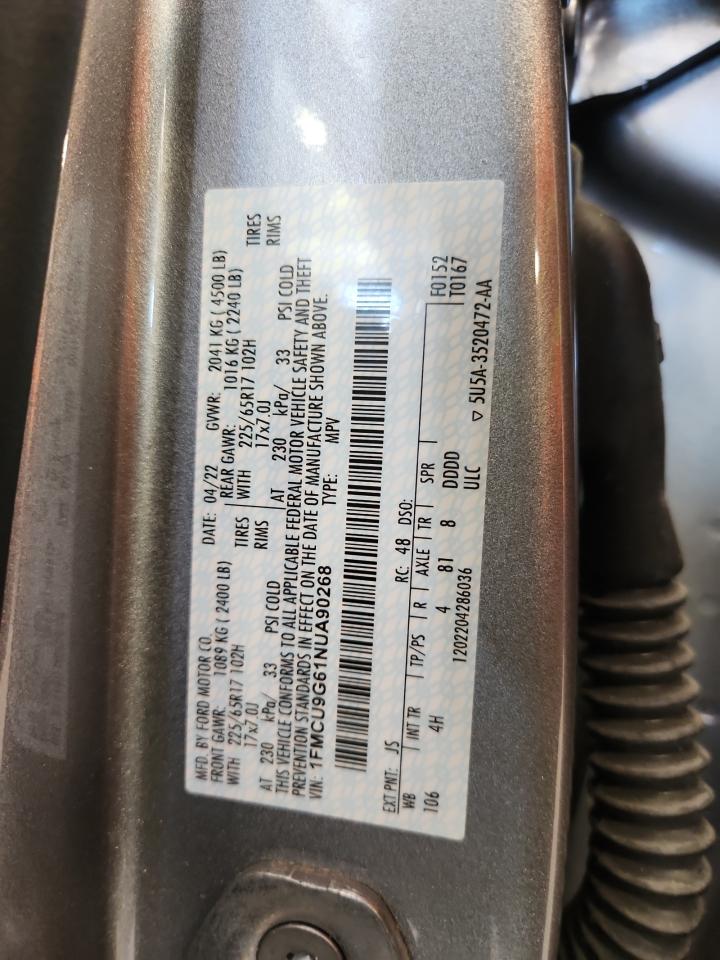 MFD. BY FORD MOTOR CO. DATE: 04/22 GVWR: 2041 KG ( 4500 LB)
FRONT GAWR: 1089 KG ( 2400 LB) REAR GAWR: 1016 KG ( 2240 LB)
WITH 225/65R17 102H TIRES WITH 225/65R17 102H TIRES
17x7.0J RIMS 17x7.0J RIMS
AT 230 kPa/ 33 PSI COLD AT 230 kPa/ 33 PSI COLD
THIS VEHICLE CONFORMS TO ALL APPLICABLE FEDERAL MOTOR VEHICLE SAFETY AND THEFT
PREVENTION STANDARDS IN EFFECT ON THE DATE OF MANUFACTURE SHOWN ABOVE.
VIN: 1FMCU9G61NUA90268 TYPE: MPV
EXT PNT: JS RC: 48 DSO: F0152
WB INT TR TP/PS R AXLE TR SPR T0167
106 4H 4 81 8 DDDD
1202204286036 ULC ▽ 5U5A-3520472-AA